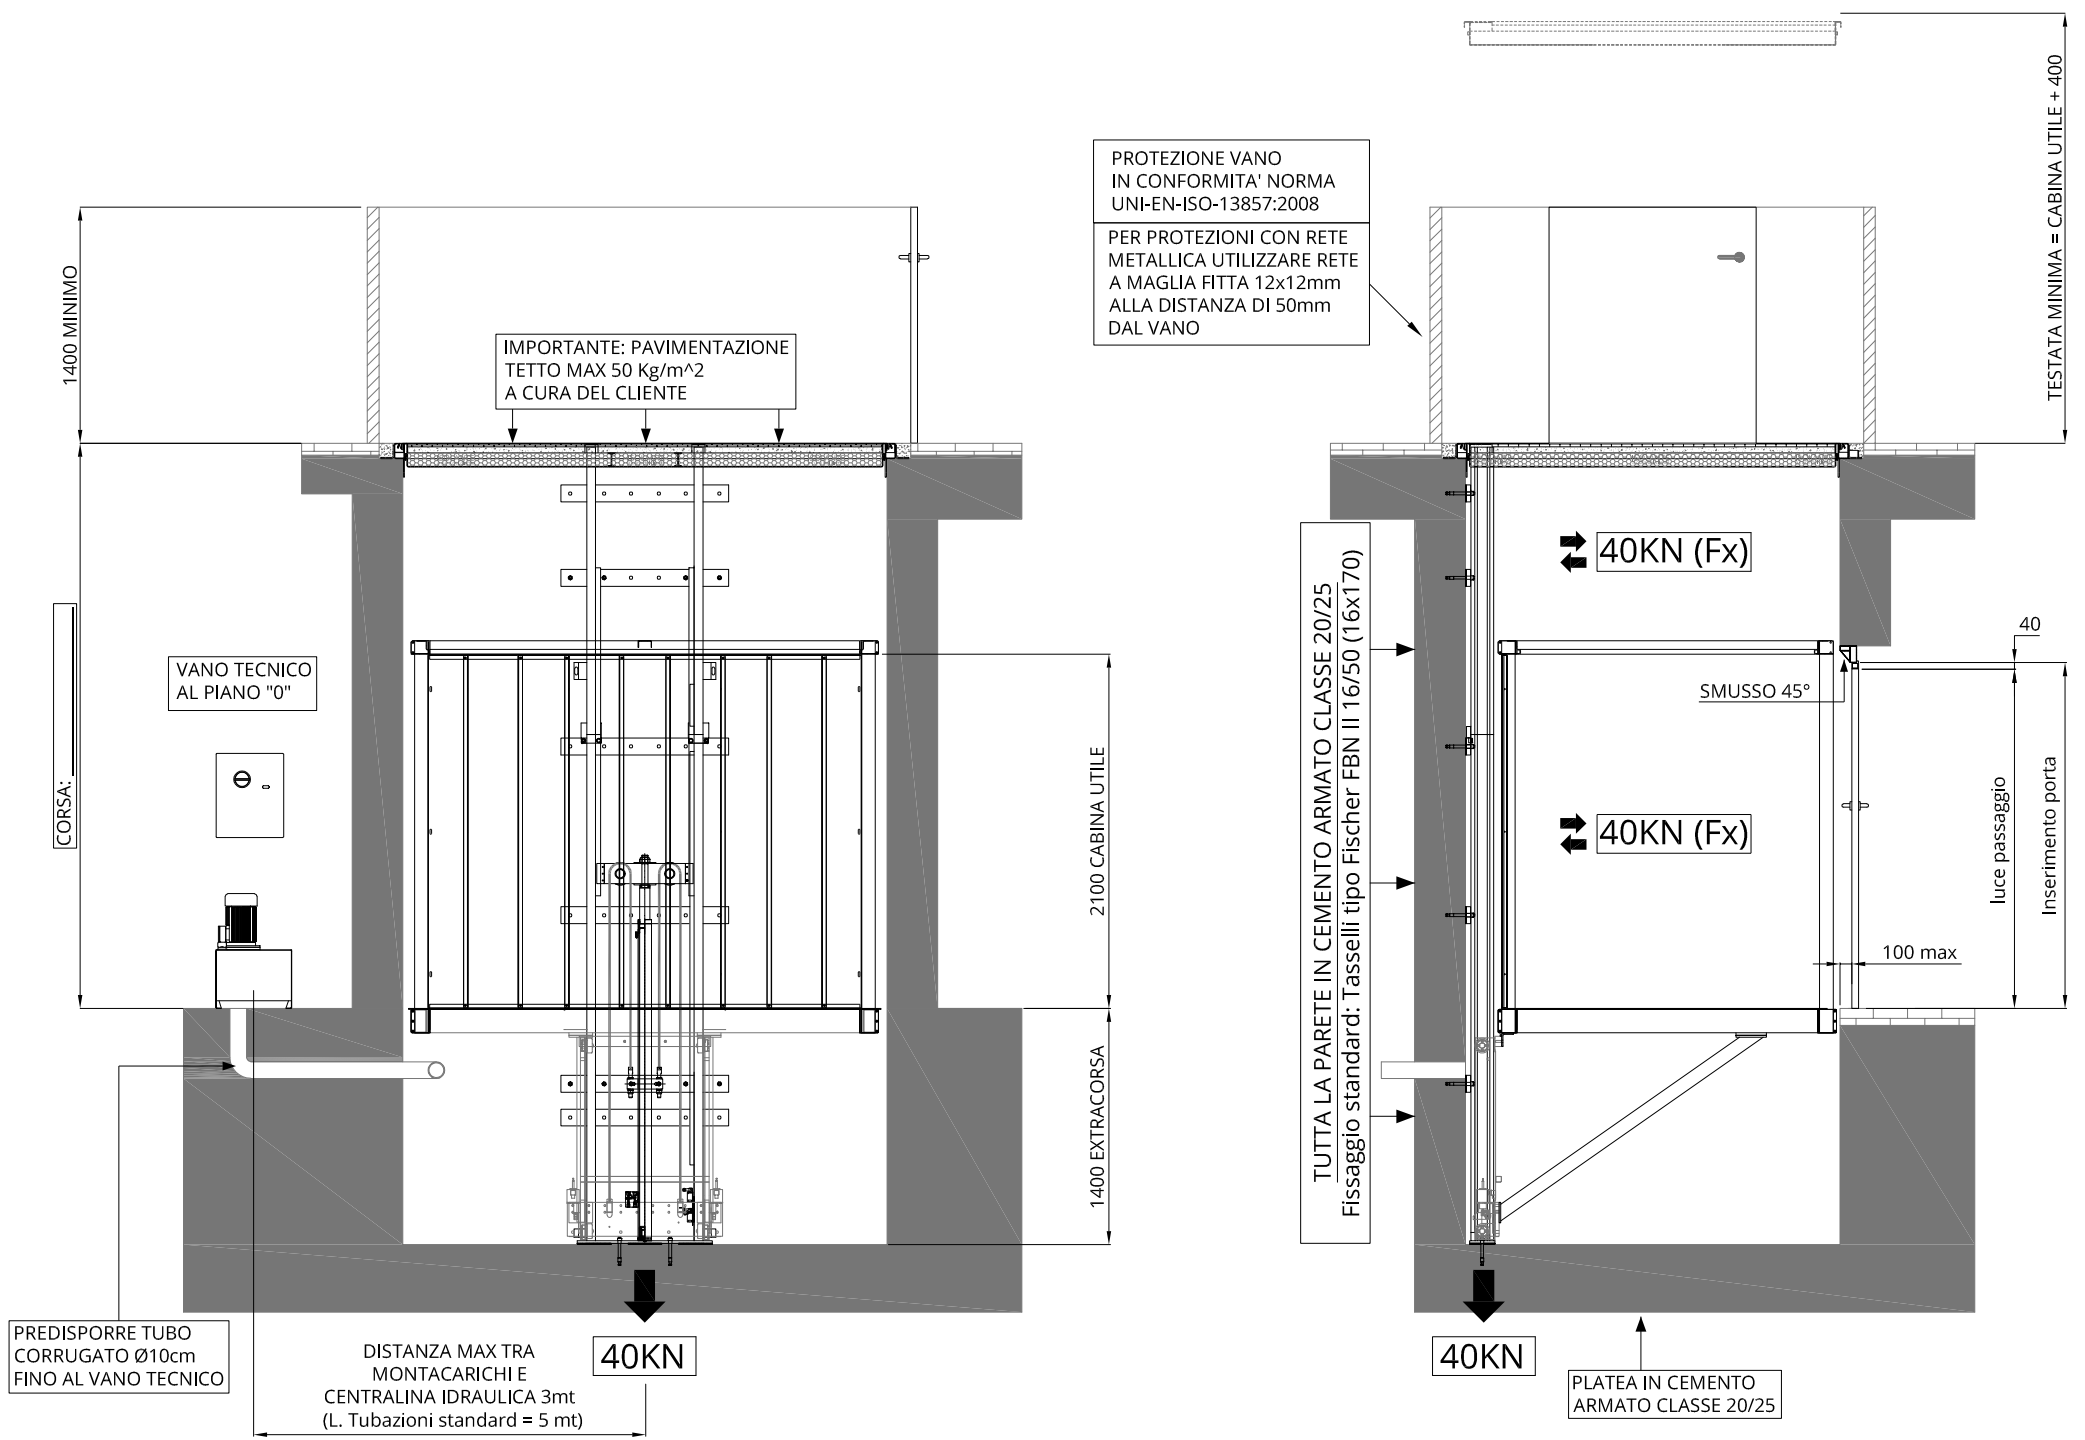 TESTATA MINIMA = CABINA UTILE + 400
PROTEZIONE VANO
IN CONFORMITA' NORMA
UNI-EN-ISO-13857:2008
PER PROTEZIONI CON RETE
METALLICA UTILIZZARE RETE
A MAGLIA FITTA 12x12mm
ALLA DISTANZA DI 50mm
DAL VANO
1400 MINIMO
IMPORTANTE: PAVIMENTAZIONE
TETTO MAX 50 Kg/m^2
A CURA DEL CLIENTE
CORSA:
VANO TECNICO
AL PIANO "0"
2100 CABINA UTILE
1400 EXTRACORSA
TUTTA LA PARETE IN CEMENTO ARMATO CLASSE 20/25
Fissaggio standard: Tasselli tipo Fischer FBN II 16/50 (16x170)
40KN (Fx)
40KN (Fx)
40
SMUSSO 45°
luce passaggio
Inserimento porta
100 max
PREDISPORRE TUBO
CORRUGATO Ø10cm
FINO AL VANO TECNICO
DISTANZA MAX TRA
MONTACARICHI E
CENTRALINA IDRAULICA 3mt
(L. Tubazioni standard = 5 mt)
40KN
40KN
PLATEA IN CEMENTO
ARMATO CLASSE 20/25